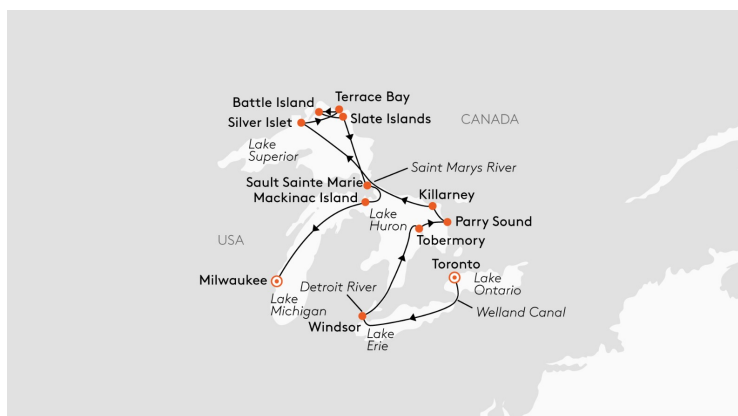 Terrace Bay
Battle Island
Slate Islands
Silver Islet
CANADA
Lake
Superior
Saint Marys River
Sault Sainte Marie
Killarney
Mackinac Island
Lake
Huron
Parry Sound
USA
Tobermory
Toronto
Milwaukee
Lake
Ontario
Detroit River
Lake
Michigan
Welland Canal
Windsor
Lake
Erie